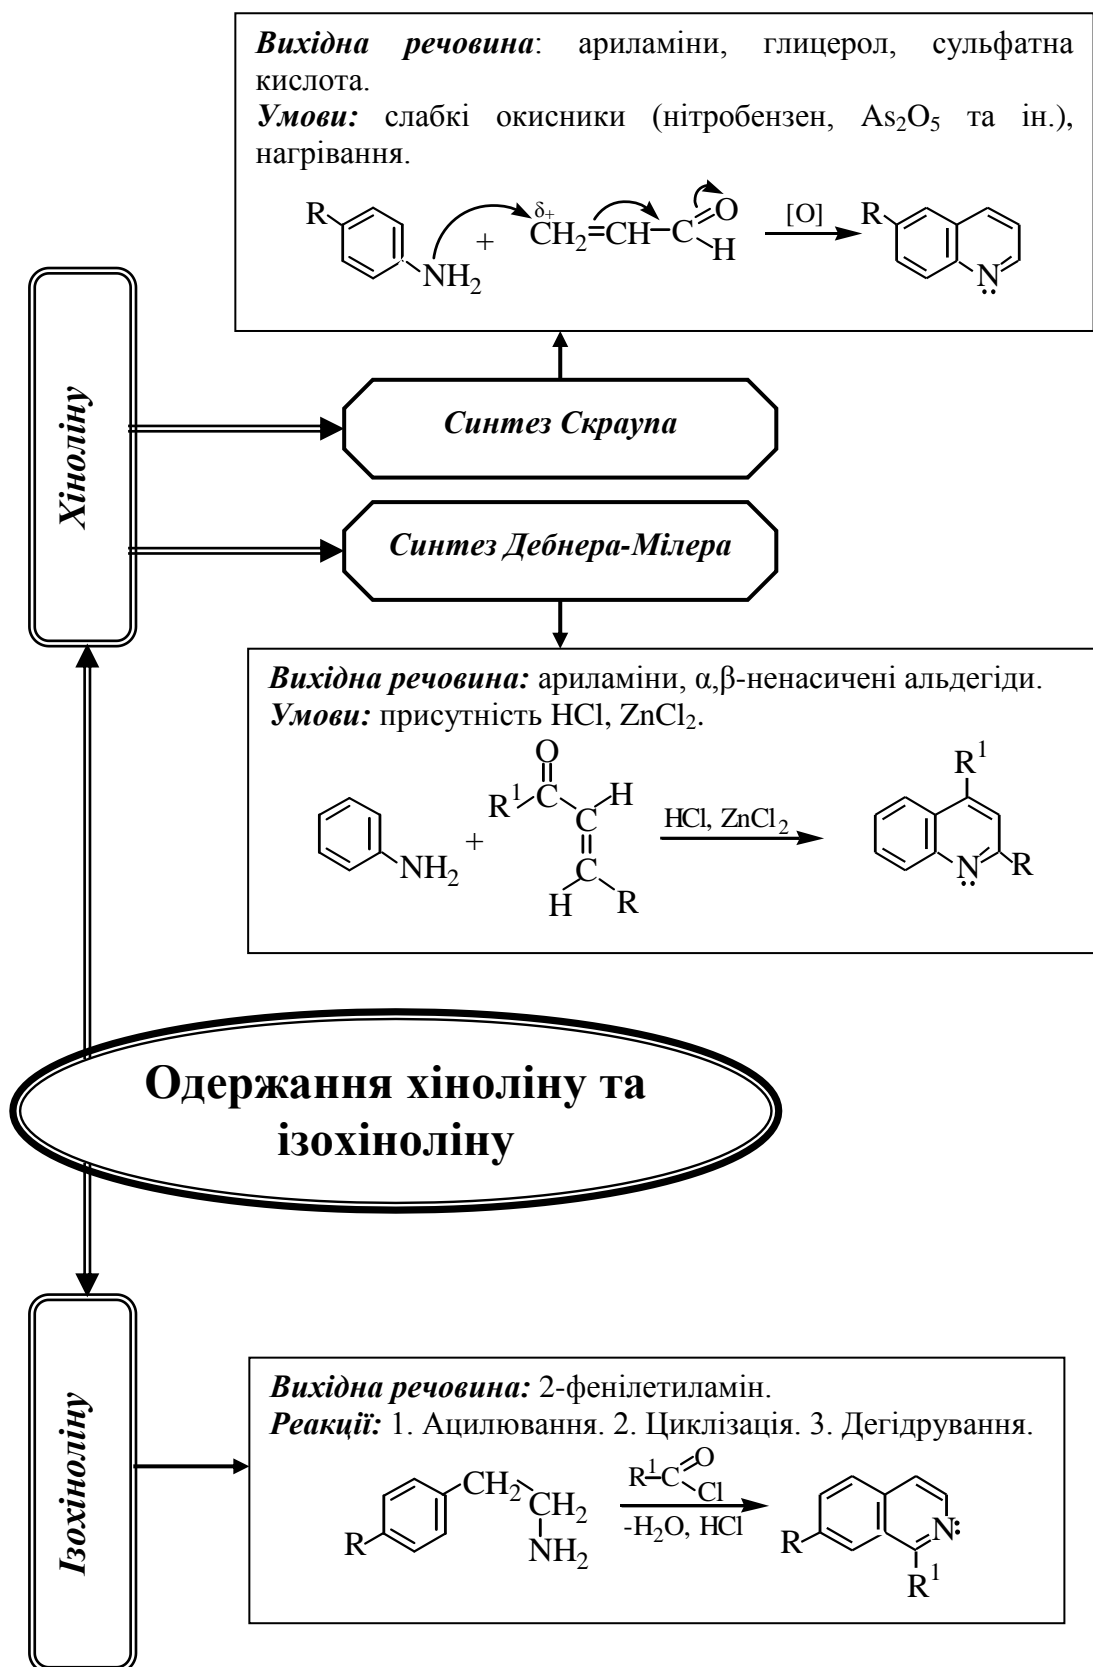 Вихідна речовина: ариламіни, глицерол, сульфатна
кислота.
Умови: слабкі окисники (нітробензен, As2O5 та ін.),
нагрівання.
R
NH2
+
δ+
CH2=CH
C
O
H
[O]
R
N
Хіноліну
Синтез Скраупа
Синтез Дебнера-Мілера
Вихідна речовина: ариламіни, α,β-ненасичені альдегіди.
Умови: присутність HCl, ZnCl2.
NH2
+
O
R1
C
H
C
C
H
R
HCl, ZnCl2
R1
N
R
Одержання хіноліну та
ізохіноліну
Ізохіноліну
Вихідна речовина: 2-фенілетиламін.
Реакції: 1. Ацилювання. 2. Циклізація. 3. Дегідрування.
R
CH2
CH2
NH2
R1
C
O
Cl
-H2O, HCl
R
N
R1